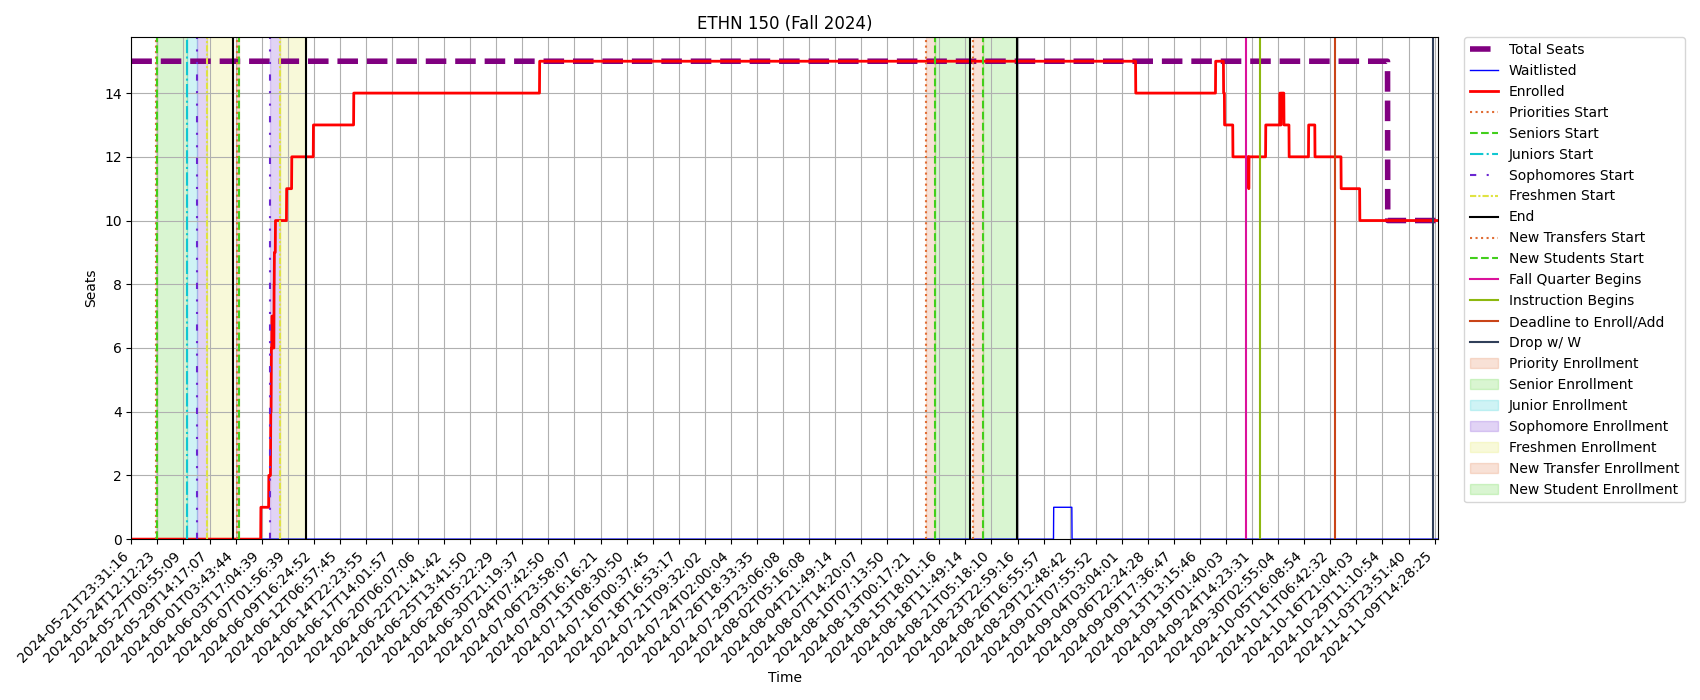 ETHN 150 (Fall 2024)
Seats
14
12
10
8
6
4
2
0
2024-05-21T23:31:16
2024-05-24T12:12:23
2024-05-27T00:55:09
2024-05-29T14:17:07
2024-06-01T03:43:44
2024-06-03T17:04:39
2024-06-07T01:56:39
2024-06-09T16:24:52
2024-06-12T06:57:45
2024-06-14T22:23:55
2024-06-17T14:01:57
2024-06-20T06:07:06
2024-06-22T21:41:42
2024-06-25T13:41:50
2024-06-28T05:22:29
2024-06-30T21:19:37
2024-07-04T07:42:50
2024-07-06T23:58:07
2024-07-09T16:16:21
2024-07-13T08:30:50
2024-07-16T00:37:45
2024-07-18T16:53:17
2024-07-21T09:32:02
2024-07-24T02:00:04
2024-07-26T18:33:35
2024-07-29T23:06:08
2024-08-02T05:16:08
2024-08-04T21:49:14
2024-08-07T14:20:07
2024-08-10T07:13:50
2024-08-13T00:17:21
2024-08-15T18:01:16
2024-08-18T11:49:14
2024-08-21T05:18:10
2024-08-23T22:59:16
2024-08-26T16:55:57
2024-08-29T12:48:42
2024-09-01T07:55:52
2024-09-04T03:04:01
2024-09-06T22:24:28
2024-09-13T17:36:47
2024-09-13T13:15:46
2024-09-19T01:40:03
2024-09-24T14:23:31
2024-09-30T02:55:04
2024-10-05T16:08:54
2024-10-11T06:42:32
2024-10-16T21:04:03
2024-10-29T11:10:54
2024-11-03T23:51:40
2024-11-09T14:28:25
Time
Total Seats
Waitlisted
Enrolled
Priorities Start
Seniors Start
Juniors Start
Sophomores Start
Freshmen Start
End
New Transfers Start
New Students Start
Fall Quarter Begins
Instruction Begins
Deadline to Enroll/Add
Drop w/ W
Priority Enrollment
Senior Enrollment
Junior Enrollment
Sophomore Enrollment
Freshmen Enrollment
New Transfer Enrollment
New Student Enrollment